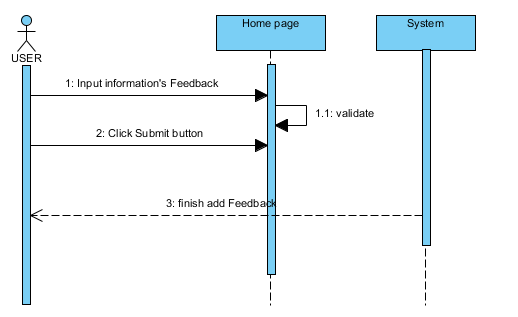 Home page
System
USER
1: Input information's Feedback
1.1: validate
2: Click Submit button
3: finish add Feedback